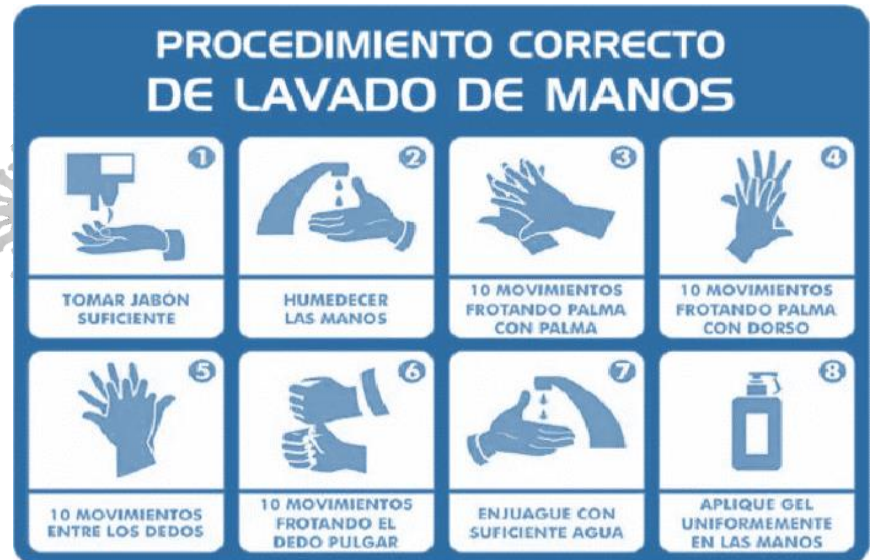 PROCEDIMIENTO CORRECTO
DE LAVADO DE MANOS
1
TOMAR JABÓN
SUFICIENTE
2
HUMEDECER
LAS MANOS
3
10 MOVIMIENTOS
FROTANDO PALMA
CON PALMA
4
10 MOVIMIENTOS
FROTANDO PALMA
CON DORSO
5
10 MOVIMIENTOS
ENTRE LOS DEDOS
6
10 MOVIMIENTOS
FROTANDO EL
DEDO PULGAR
7
ENJUAGUE CON
SUFICIENTE AGUA
8
APLIQUE GEL
UNIFORMEMENTE
EN LAS MANOS